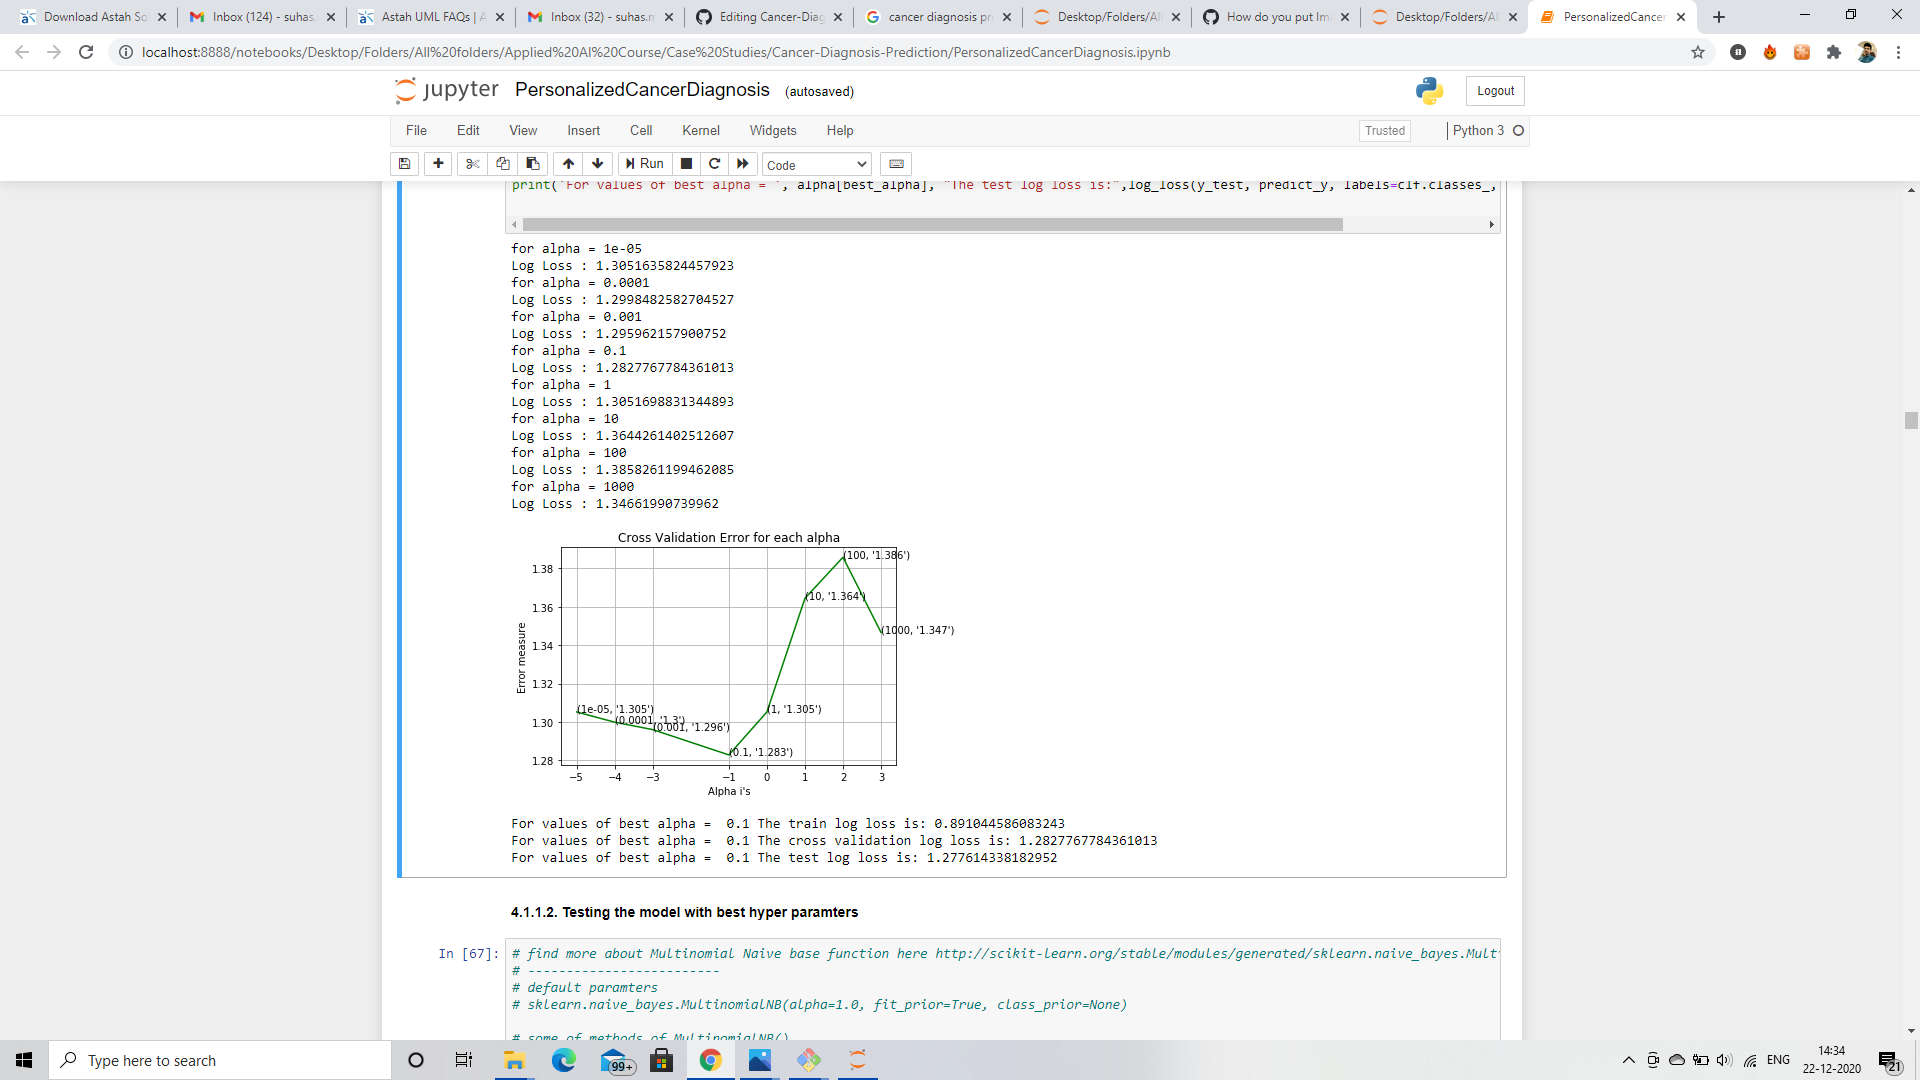 Download Astah So
Inbox (124) - suhas.
Astah UML FAQs | A
Inbox (32) - suhas.m
Editing Cancer-Diag
cancer diagnosis pr
Desktop/Folders/All
How do you put Im
Desktop/Folders/All
PersonalizedCancer
localhost:8888/notebooks/Desktop/Folders/All%20folders/Applied%20AI%20Course/Case%20Studies/Cancer-Diagnosis-Prediction/PersonalizedCancerDiagnosis.ipynb
jupyter PersonalizedCancerDiagnosis (autosaved)
Logout
File Edit View Insert Cell Kernel Widgets Help
Trusted Python 3
Run Code
print('For values of best alpha = ', alpha[best_alpha], "The test log loss is:",log_loss(y_test, predict_y, labels=clf.classes_,
for alpha = 1e-05
Log Loss : 1.3051635824457923
for alpha = 0.0001
Log Loss : 1.2998482582704527
for alpha = 0.001
Log Loss : 1.295962157900752
for alpha = 0.1
Log Loss : 1.2827767784361013
for alpha = 1
Log Loss : 1.3051698831344893
for alpha = 10
Log Loss : 1.3644261402512607
for alpha = 100
Log Loss : 1.3858261199462085
for alpha = 1000
Log Loss : 1.34661990739962
Cross Validation Error for each alpha
(100, '1.386')
1.38
(10, '1.364')
1.36
(1000, '1.347')
1.34
Error measure
1.32
(1e-05, '1.305')
(1, '1.305')
(0.0001, '1.3')
1.30
(0.001, '1.296')
(0.1, '1.283')
1.28
−5 −4 −3 −1 0 1 2 3
Alpha i's
For values of best alpha =  0.1 The train log loss is: 0.891044586083243
For values of best alpha =  0.1 The cross validation log loss is: 1.2827767784361013
For values of best alpha =  0.1 The test log loss is: 1.277614338182952
4.1.1.2. Testing the model with best hyper paramters
In [67]:
# find more about Multinomial Naive base function here http://scikit-learn.org/stable/modules/generated/sklearn.naive_bayes.Mult
# -------------------------
# default paramters
# sklearn.naive_bayes.MultinomialNB(alpha=1.0, fit_prior=True, class_prior=None)
# some of methods of MultinomialNB()
Type here to search
99+
ENG
14:34
22-12-2020
21